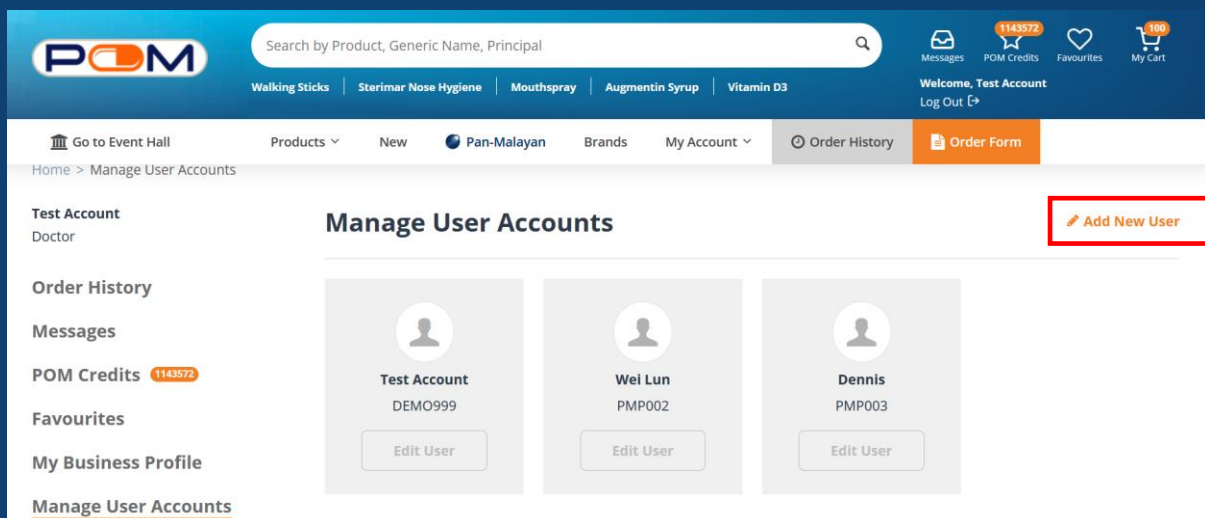 POM
Search by Product, Generic Name, Principal
Walking Sticks
Sterimar Nose Hygiene
Mouthspray
Augmentin Syrup
Vitamin D3
1143572
100
Messages
POM Credits
Favourites
My Cart
Welcome, Test Account
Log Out
Go to Event Hall
Products
New
Pan-Malayan
Brands
My Account
Order History
Order Form
Home > Manage User Accounts
Test Account
Doctor
Order History
Messages
POM Credits 1143572
Favourites
My Business Profile
Manage User Accounts
Manage User Accounts
Add New User
Test Account
DEMO999
Edit User
Wei Lun
PMP002
Edit User
Dennis
PMP003
Edit User